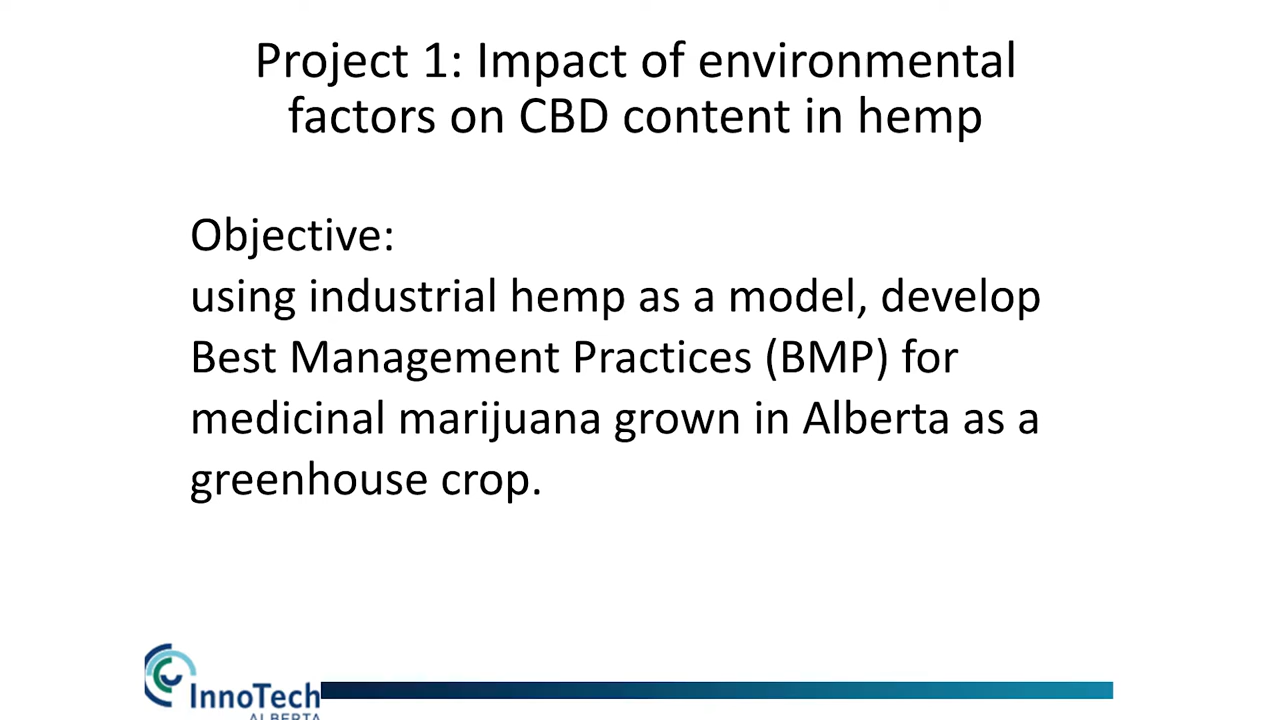 Project 1: Impact of environmental
factors on CBD content in hemp
Objective:
using industrial hemp as a model, develop
Best Management Practices (BMP) for
medicinal marijuana grown in Alberta as a
greenhouse crop.
InnoTech
ALBERTA